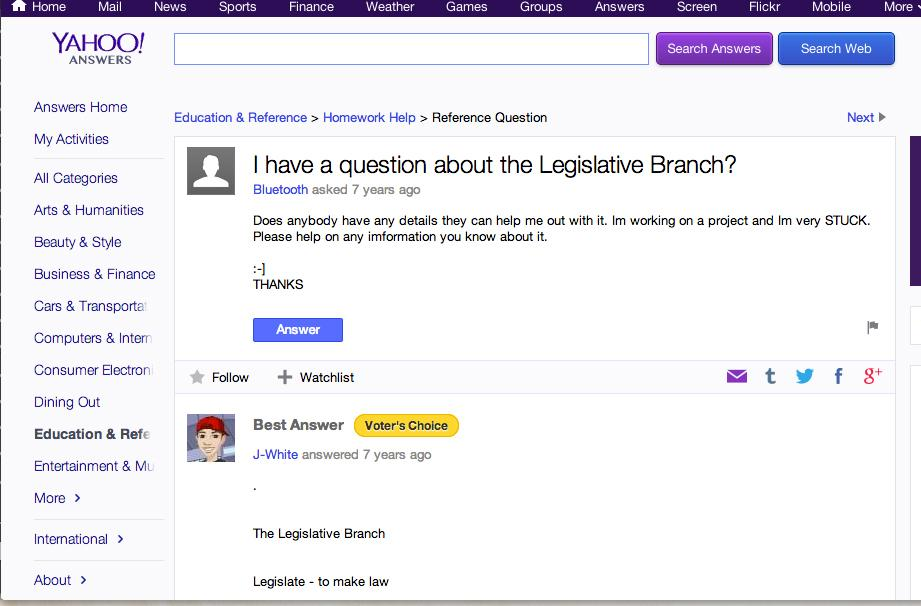 Home Mail News Sports Finance Weather Games Groups Answers Screen Flickr Mobile More
YAHOO!
ANSWERS
Search Answers
Search Web
Answers Home
My Activities
All Categories
Arts & Humanities
Beauty & Style
Business & Finance
Cars & Transportat
Computers & Intern
Consumer Electroni
Dining Out
Education & Refe
Entertainment & Mu
More >
International >
About >
Education & Reference > Homework Help > Reference Question
Next
I have a question about the Legislative Branch?
Bluetooth asked 7 years ago
Does anybody have any details they can help me out with it. Im working on a project and Im very STUCK.
Please help on any imformation you know about it.
:-]
THANKS
Answer
Follow
Watchlist
t
f
g+
Best Answer Voter's Choice
J-White answered 7 years ago
.
The Legislative Branch
Legislate - to make law